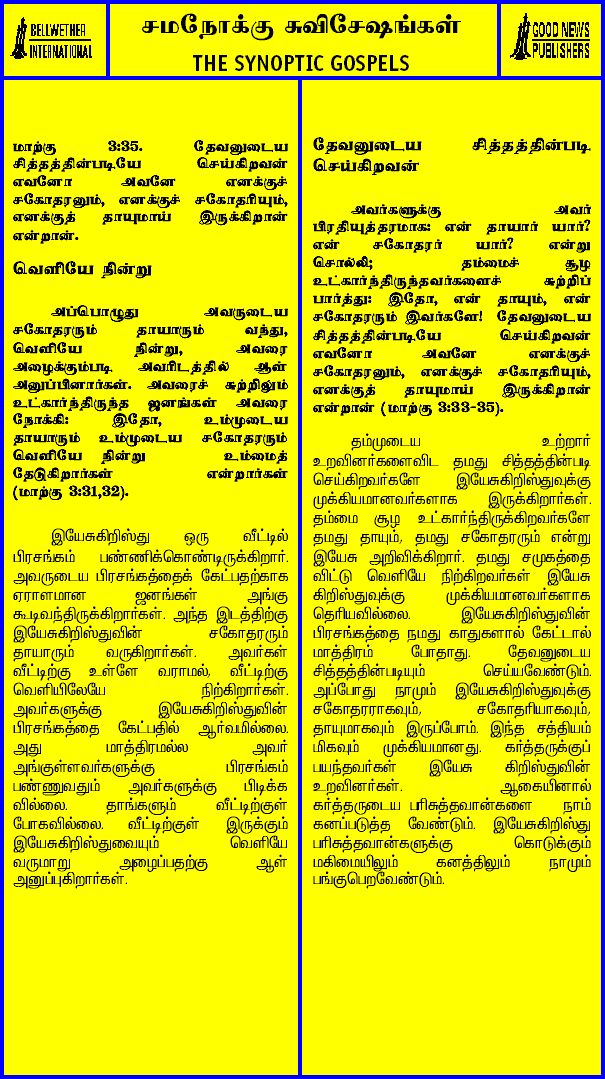 BELLWETHER
INTERNATIONAL
சமநோக்கு சுவிசேஷங்கள்
THE SYNOPTIC GOSPELS
GOOD NEWS
PUBLISHERS
மாற்கு 3:35. தேவனுடைய
சித்தத்தின்படியே செய்கிறவன்
எவனோ அவனே எனக்குச்
சகோதரனும், எனக்குச் சகோதரியும்,
எனக்குத் தாயுமாய் இருக்கிறான்
என்றான்.
வெளியே நின்று
அப்பொழுது அவருடைய
சகோதரரும் தாயாரும் வந்து,
வெளியே நின்று, அவரை
அழைக்கும்படி அவரிடத்தில் ஆள்
அனுப்பினார்கள். அவரைச் சுற்றிலும்
உட்கார்ந்திருந்த ஜனங்கள் அவரை
நோக்கி: இதோ, உம்முடைய
தாயாரும் உம்முடைய சகோதரரும்
வெளியே நின்று உம்மைத்
தேடுகிறார்கள் என்றார்கள்
(மாற்கு 3:31,32).
இயேசுகிறிஸ்து ஒரு வீட்டில்
பிரசங்கம் பண்ணிக்கொண்டிருக்கிறார்.
அவருடைய பிரசங்கத்தைக் கேட்பதற்காக
ஏராளமான ஜனங்கள் அங்கு
கூடிவந்திருக்கிறார்கள். அந்த இடத்திற்கு
இயேசுகிறிஸ்துவின் சகோதரரும்
தாயாரும் வருகிறார்கள். அவர்கள்
வீட்டிற்கு உள்ளே வராமல், வீட்டிற்கு
வெளியிலேயே நிற்கிறார்கள்.
அவர்களுக்கு இயேசுகிறிஸ்துவின்
பிரசங்கத்தை கேட்பதில் ஆர்வமில்லை.
அது மாத்திரமல்ல அவர்
அங்குள்ளவர்களுக்கு பிரசங்கம்
பண்ணுவதும் அவர்களுக்கு பிடிக்க
வில்லை. தாங்களும் வீட்டிற்குள்
போகவில்லை. வீட்டிற்குள் இருக்கும்
இயேசுகிறிஸ்துவையும் வெளியே
வருமாறு அழைப்பதற்கு ஆள்
அனுப்புகிறார்கள்.
தேவனுடைய சித்தத்தின்படி
செய்கிறவன்
அவர்களுக்கு அவர்
பிரதியுத்தரமாக: என் தாயார் யார்?
என் சகோதரர் யார்? என்று
சொல்லி; தம்மைச் சூழ
உட்கார்ந்திருந்தவர்களைச் சுற்றிப்
பார்த்து: இதோ, என் தாயும், என்
சகோதரரும் இவர்களே! தேவனுடைய
சித்தத்தின்படியே செய்கிறவன்
எவனோ அவனே எனக்குச்
சகோதரனும், எனக்குச் சகோதரியும்,
எனக்குத் தாயுமாய் இருக்கிறான்
என்றான் (மாற்கு 3:33-35).
தம்முடைய உற்றார்
உறவினர்களைவிட தமது சித்தத்தின்படி
செய்கிறவர்களே இயேசுகிறிஸ்துவுக்கு
முக்கியமானவர்களாக இருக்கிறார்கள்.
தம்மை சூழ உட்கார்ந்திருக்கிறவர்களே
தமது தாயும், தமது சகோதரரும் என்று
இயேசு அறிவிக்கிறார். தமது சமுகத்தை
விட்டு வெளியே நிற்கிறவர்கள் இயேசு
கிறிஸ்துவுக்கு முக்கியமானவர்களாக
தெரியவில்லை. இயேசுகிறிஸ்துவின்
பிரசங்கத்தை நமது காதுகளால் கேட்டால்
மாத்திரம் போதாது. தேவனுடைய
சித்தத்தின்படியும் செய்யவேண்டும்.
அப்போது நாமும் இயேசுகிறிஸ்துவுக்கு
சகோதரராகவும், சகோதரியாகவும்,
தாயுமாகவும் இருப்போம். இந்த சத்தியம்
மிகவும் முக்கியமானது. கர்த்தருக்குப்
பயந்தவர்கள் இயேசு கிறிஸ்துவின்
உறவினர்கள். ஆகையினால்
கர்த்தருடைய பரிசுத்தவான்களை நாம்
கனப்படுத்த வேண்டும். இயேசுகிறிஸ்து
பரிசுத்தவான்களுக்கு கொடுக்கும்
மகிமையிலும் கனத்திலும் நாமும்
பங்குபெறவேண்டும்.